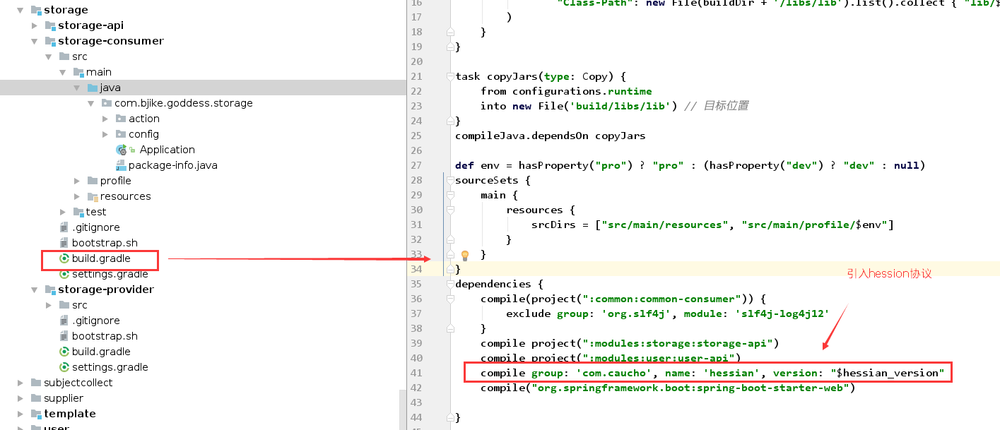 storage
storage-api
storage-consumer
src
main
java
com.bjike.goddess.storage
action
config
Application
package-info.java
profile
resources
test
.gitignore
bootstrap.sh
build.gradle
settings.gradle
storage-provider
src
.gitignore
bootstrap.sh
build.gradle
settings.gradle
subjectcollect
supplier
template
user
16 "Class-Path": new File(buildDir + '/libs/lib').list().collect { "lib/$
17 )
18 }
19 }
20
21 task copyJars(type: Copy) {
22 from configurations.runtime
23 into new File('build/libs/lib') // 目标位置
24 }
25 compileJava.dependsOn copyJars
26
27 def env = hasProperty("pro") ? "pro" : (hasProperty("dev") ? "dev" : null)
28 sourceSets {
29 main {
30 resources {
31 srcDirs = ["src/main/resources", "src/main/profile/$env"]
32 }
33 }
34 }
引入hession协议
35 dependencies {
36 compile(project(":common:common-consumer")) {
37 exclude group: 'org.slf4j', module: 'slf4j-log4j12'
38 }
39 compile project(":modules:storage:storage-api")
40 compile project(":modules:user:user-api")
41 compile group: 'com.caucho', name: 'hessian', version: "$hessian_version"
42 compile("org.springframework.boot:spring-boot-starter-web")
43
44 }